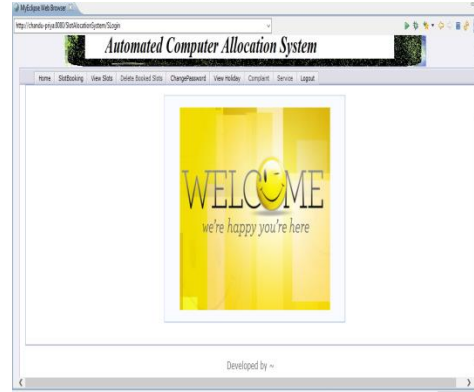 MyEclipse Web Browser
http://chandu-priya:8080/SlotAllocationSystem/SLogin
Automated Computer Allocation System
Home SlotBooking View Slots Delete Booked Slots ChangePassword View Holiday Complaint Service Logout
WELCOME
we're happy you're here
Developed by ~